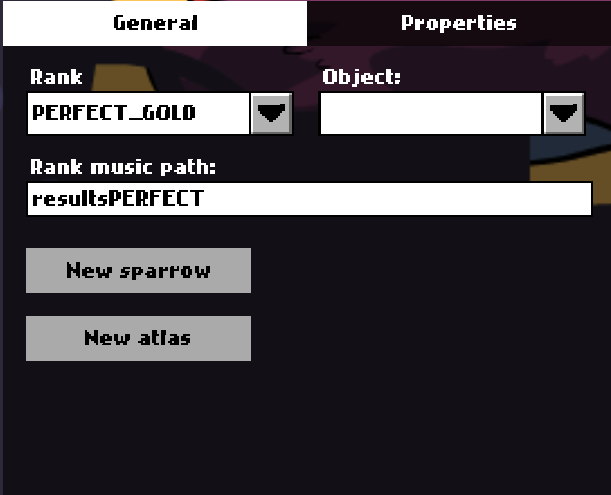 General
Properties
Rank
Object:
PERFECT_GOLD
Rank music path:
resultsPERFECT
New sparrow
New atlas